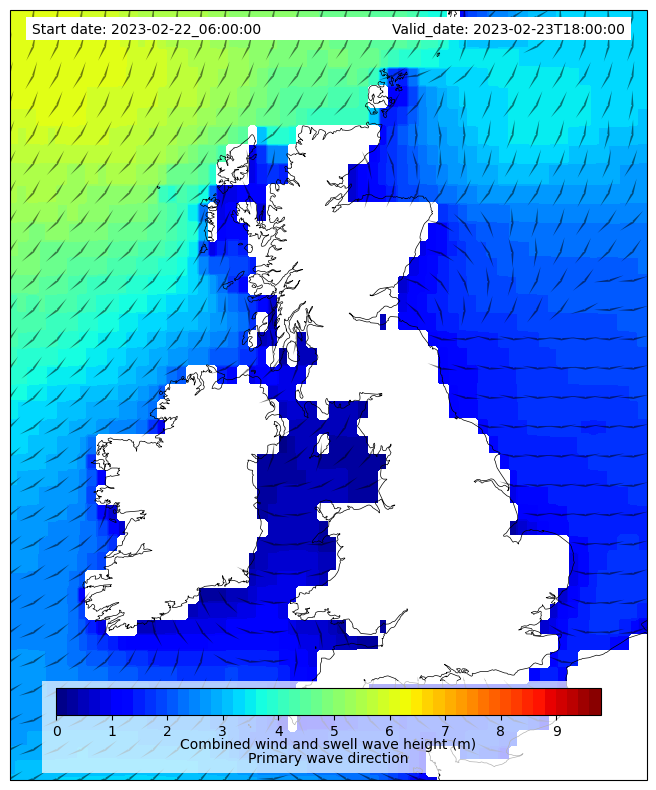 Start date: 2023-02-22_06:00:00 Valid_date: 2023-02-23T18:00:00
0 1 2 3 4 5 6 7 8 9
Combined wind and swell wave height (m)
Primary wave direction